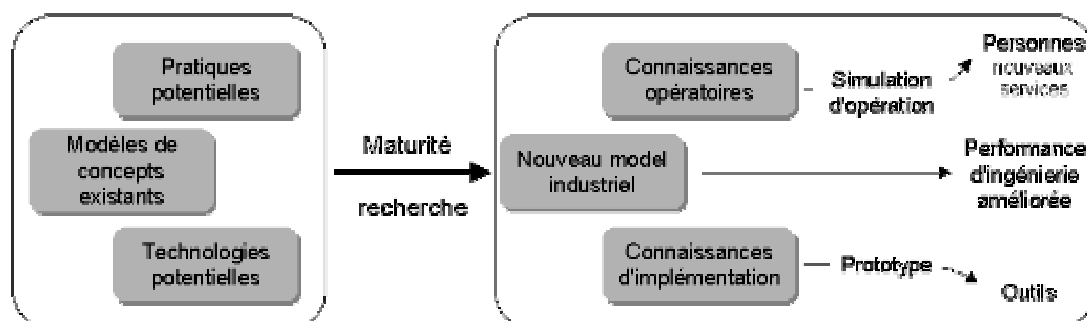 Pratiques
potentielles
Modèles de
concepts
existants
Technologies
potentielles
Maturité
recherche
Connaissances
opératoires
Simulation
d'opération
Personnes
nouveaux
services
Nouveau model
industriel
Performance
d'ingénierie
améliorée
Connaissances
d'implémentation
Prototype
Outils